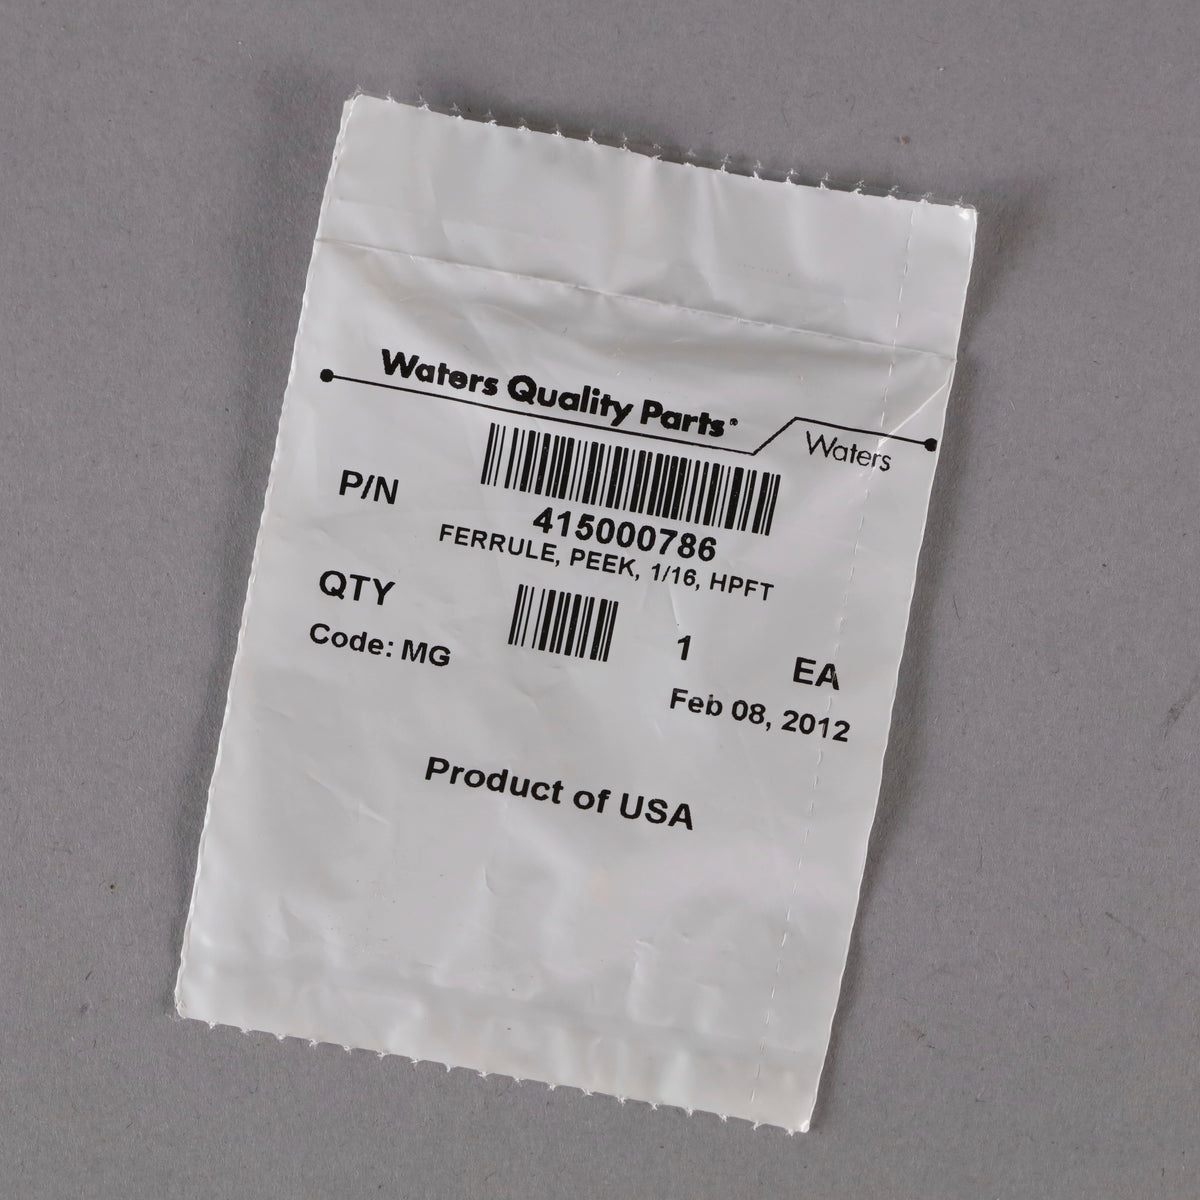 Waters Quality Parts®
Waters
P/N
415000786
FERRULE, PEEK, 1/16, HPFT
QTY
1 EA
Code: MG
Feb 08, 2012
Product of USA